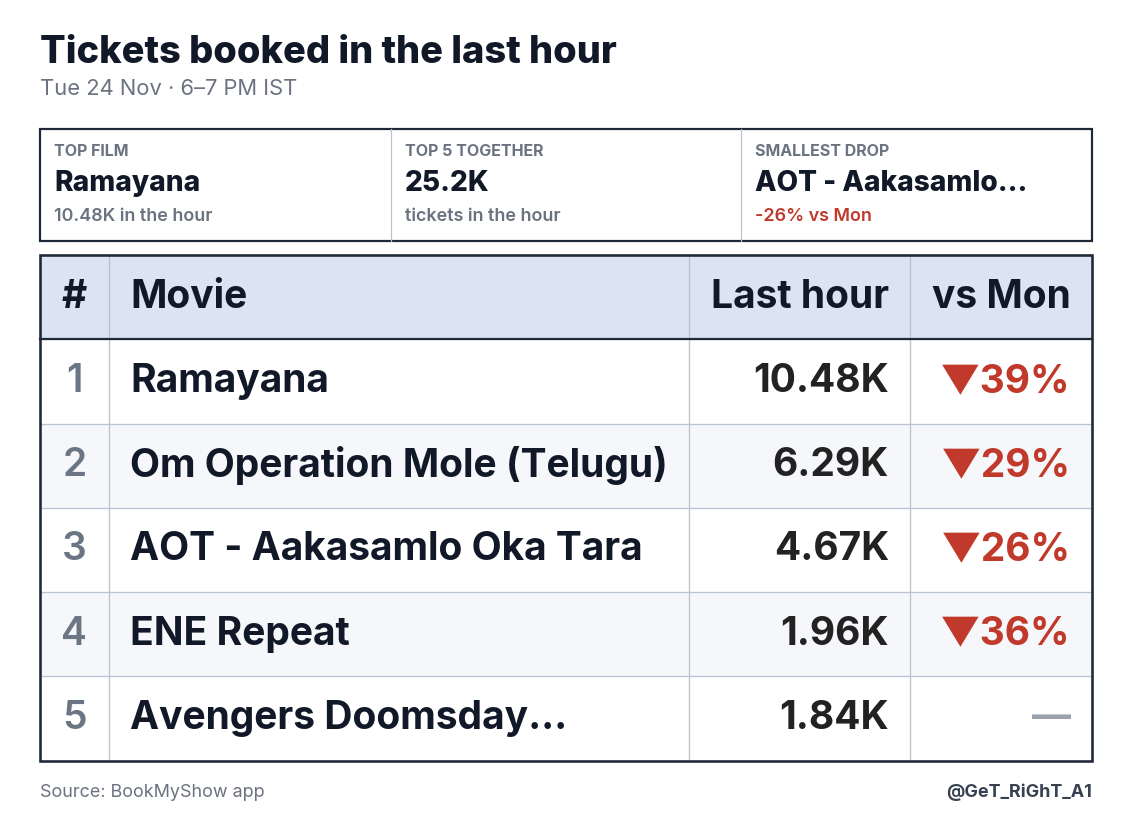 Tickets booked in the last hour
Tue 24 Nov · 6–7 PM IST
TOP FILM
Ramayana
10.48K in the hour
TOP 5 TOGETHER
25.2K
tickets in the hour
SMALLEST DROP
AOT - Aakasamlo...
-26% vs Mon
# Movie Last hour vs Mon
1 Ramayana 10.48K ▼39%
2 Om Operation Mole (Telugu) 6.29K ▼29%
3 AOT - Aakasamlo Oka Tara 4.67K ▼26%
4 ENE Repeat 1.96K ▼36%
5 Avengers Doomsday... 1.84K —
Source: BookMyShow app
@GeT_RiGhT_A1